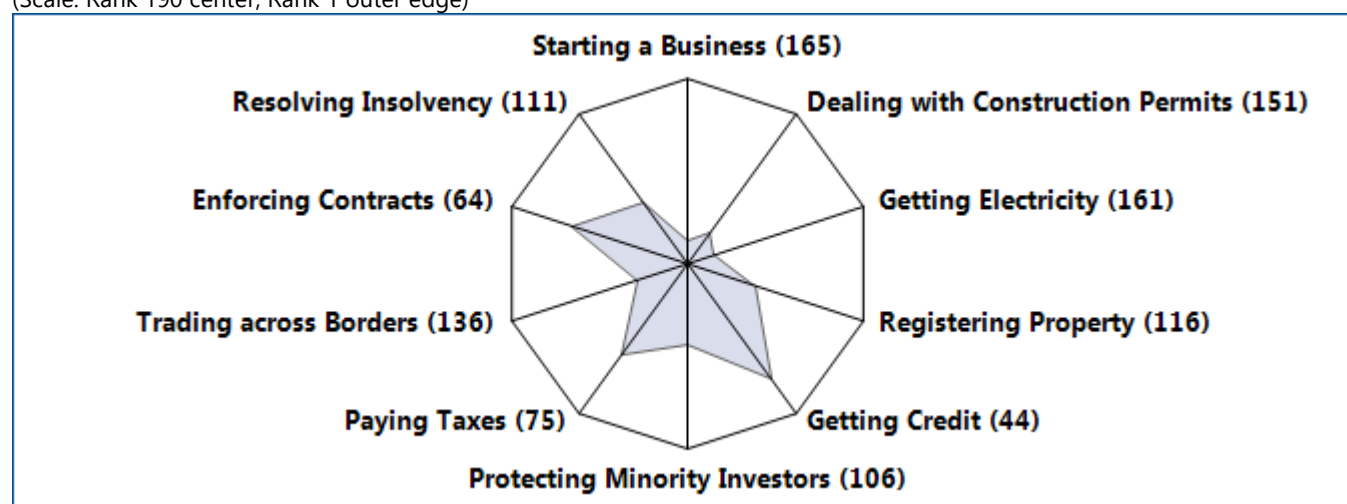 (Scale: Rank 190 center, Rank 1 outer edge)
Starting a Business (165)
Resolving Insolvency (111)
Dealing with Construction Permits (151)
Enforcing Contracts (64)
Getting Electricity (161)
Trading across Borders (136)
Registering Property (116)
Paying Taxes (75)
Getting Credit (44)
Protecting Minority Investors (106)